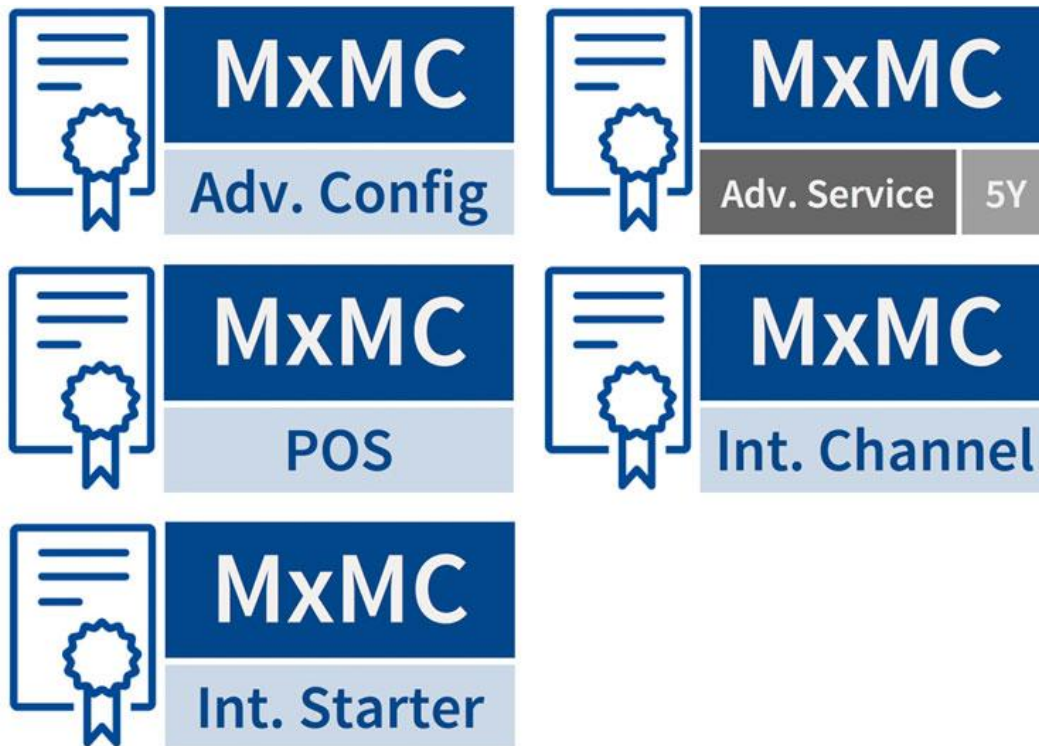 MxMC
Adv. Config
MxMC
Adv. Service 5Y
MxMC
POS
MxMC
Int. Channel
MxMC
Int. Starter